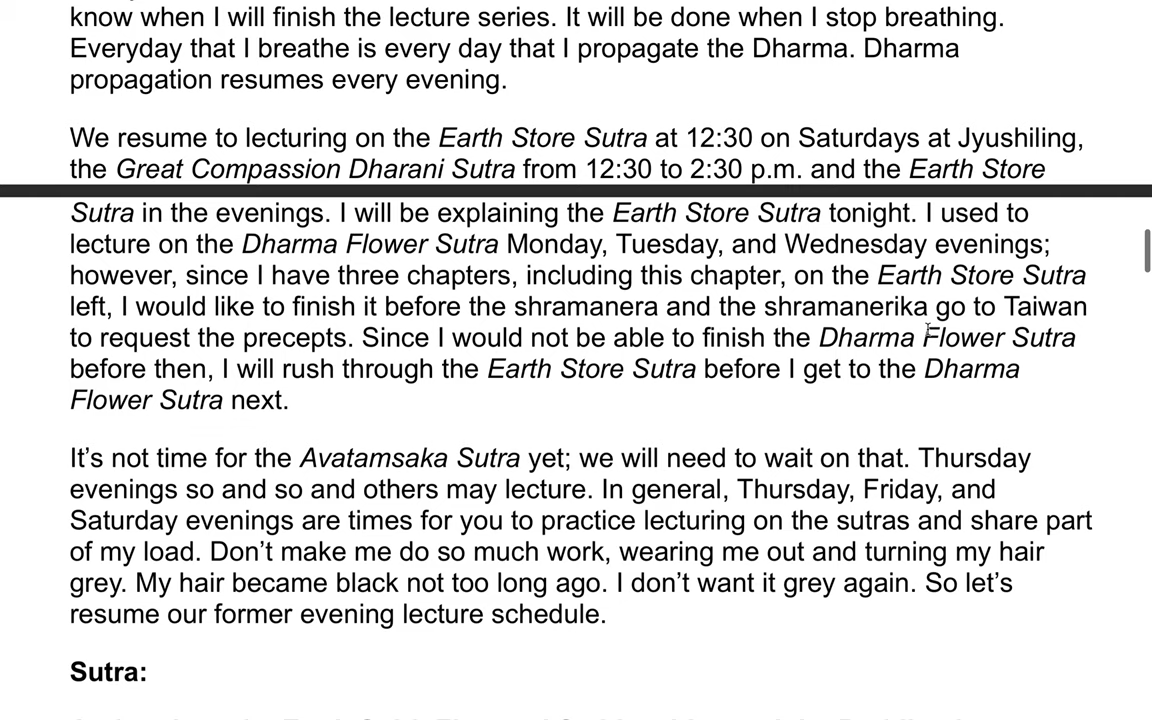 know when I will finish the lecture series. It will be done when I stop breathing.
Everyday that I breathe is every day that I propagate the Dharma. Dharma
propagation resumes every evening.
We resume to lecturing on the Earth Store Sutra at 12:30 on Saturdays at Jyushiling,
the Great Compassion Dharani Sutra from 12:30 to 2:30 p.m. and the Earth Store
Sutra in the evenings. I will be explaining the Earth Store Sutra tonight. I used to
lecture on the Dharma Flower Sutra Monday, Tuesday, and Wednesday evenings;
however, since I have three chapters, including this chapter, on the Earth Store Sutra
left, I would like to finish it before the shramanera and the shramanerika go to Taiwan
to request the precepts. Since I would not be able to finish the Dharma Flower Sutra
before then, I will rush through the Earth Store Sutra before I get to the Dharma
Flower Sutra next.
It’s not time for the Avatamsaka Sutra yet; we will need to wait on that. Thursday
evenings so and so and others may lecture. In general, Thursday, Friday, and
Saturday evenings are times for you to practice lecturing on the sutras and share part
of my load. Don’t make me do so much work, wearing me out and turning my hair
grey. My hair became black not too long ago. I don’t want it grey again. So let’s
resume our former evening lecture schedule.
Sutra: